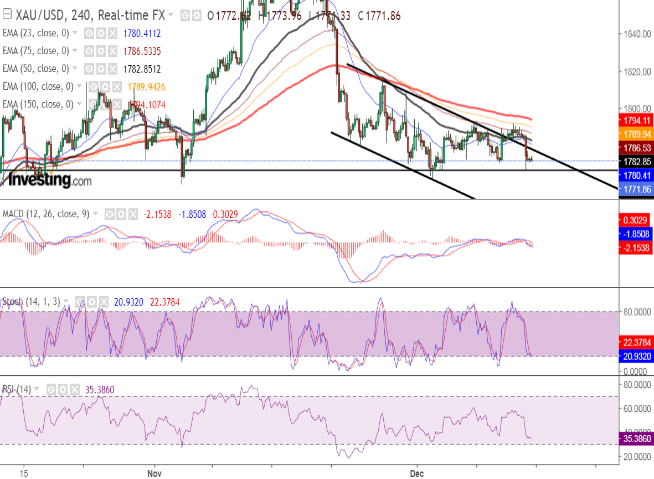 XAU/USD, 240, Real-time FX O 1772.62 H 1773.96 L 1771.33 C 1771.86
EMA (23, close, 0) 1780.4112
EMA (75, close, 0) 1786.5335
EMA (50, close, 0) 1782.8512
EMA (100, close, 0) 1789.9426
EMA (150, close, 0) 1794.1074
1840.00
1820.00
1800.00
1794.11
1789.94
1786.53
1782.85
1780.41
1771.86
Investing.com
MACD (12, 26, close, 9) -2.1538 -1.8508 0.3029
0.3029
-1.8508
-2.1538
Stoch (14, 1, 3) 20.9320 22.3784
80.0000
22.3784
20.9320
0.0000
RSI (14) 35.3860
80.0000
60.0000
35.3860
20.0000
15 Nov Dec